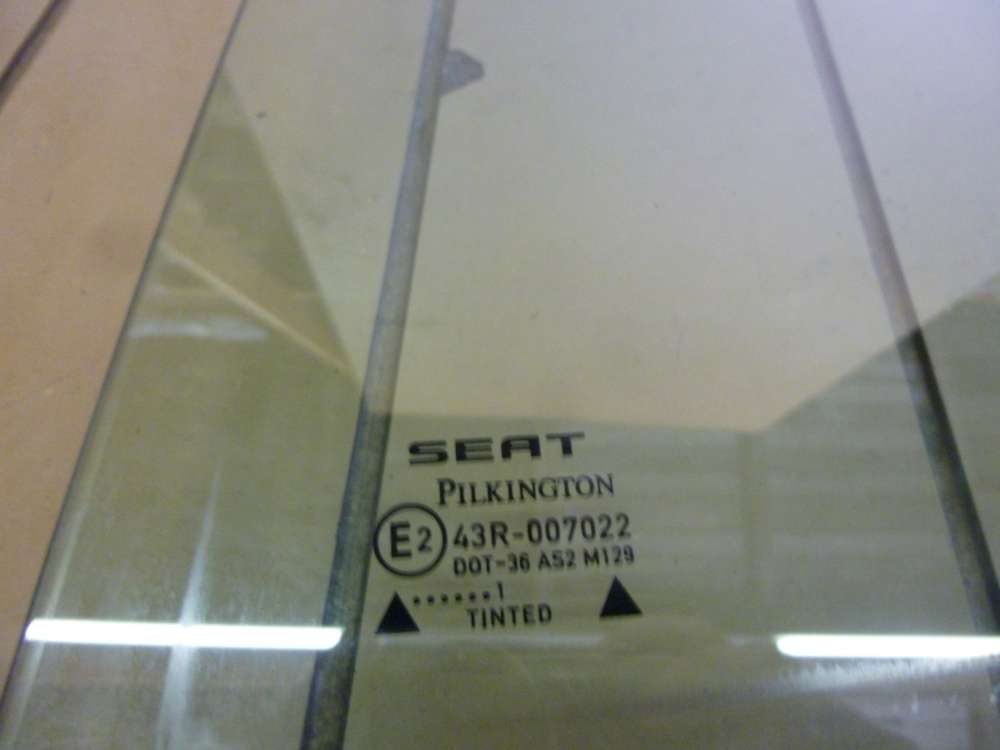 SEAT
PILKINGTON
E2 43R-007022
DOT-36 AS2 M129
......1
TINTED